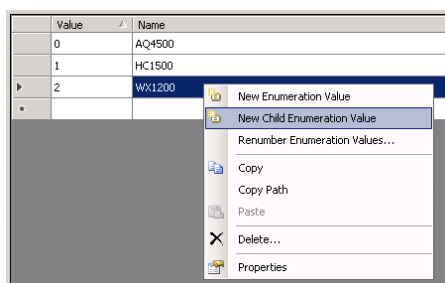 Value Name
0 AQ4500
1 HC1500
2 WX1200
*
New Enumeration Value
New Child Enumeration Value
Renumber Enumeration Values...
Copy
Copy Path
Paste
Delete...
Properties